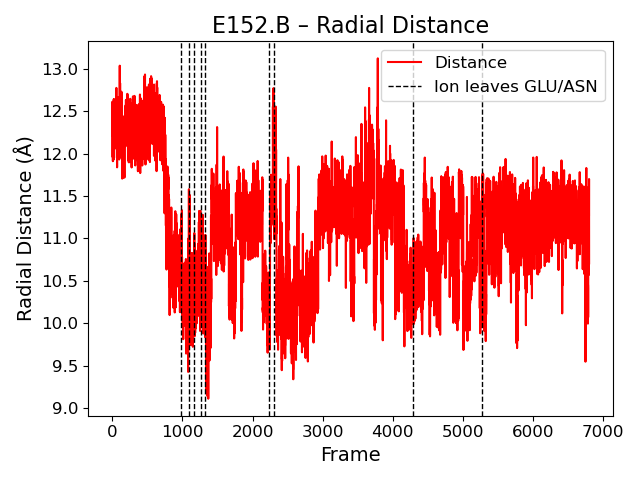 E152.B – Radial Distance
Distance
Ion leaves GLU/ASN
Radial Distance (Å)
13.0
12.5
12.0
11.5
11.0
10.5
10.0
9.5
9.0
0 1000 2000 3000 4000 5000 6000 7000
Frame